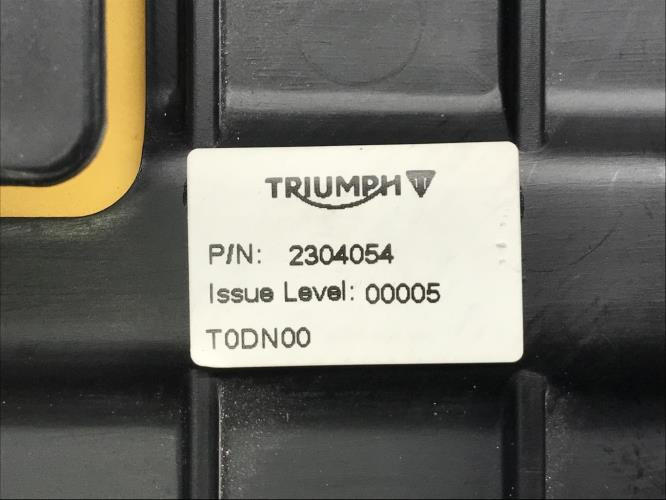 TRIUMPH
P/N: 2304054
Issue Level: 00005
T0DN00